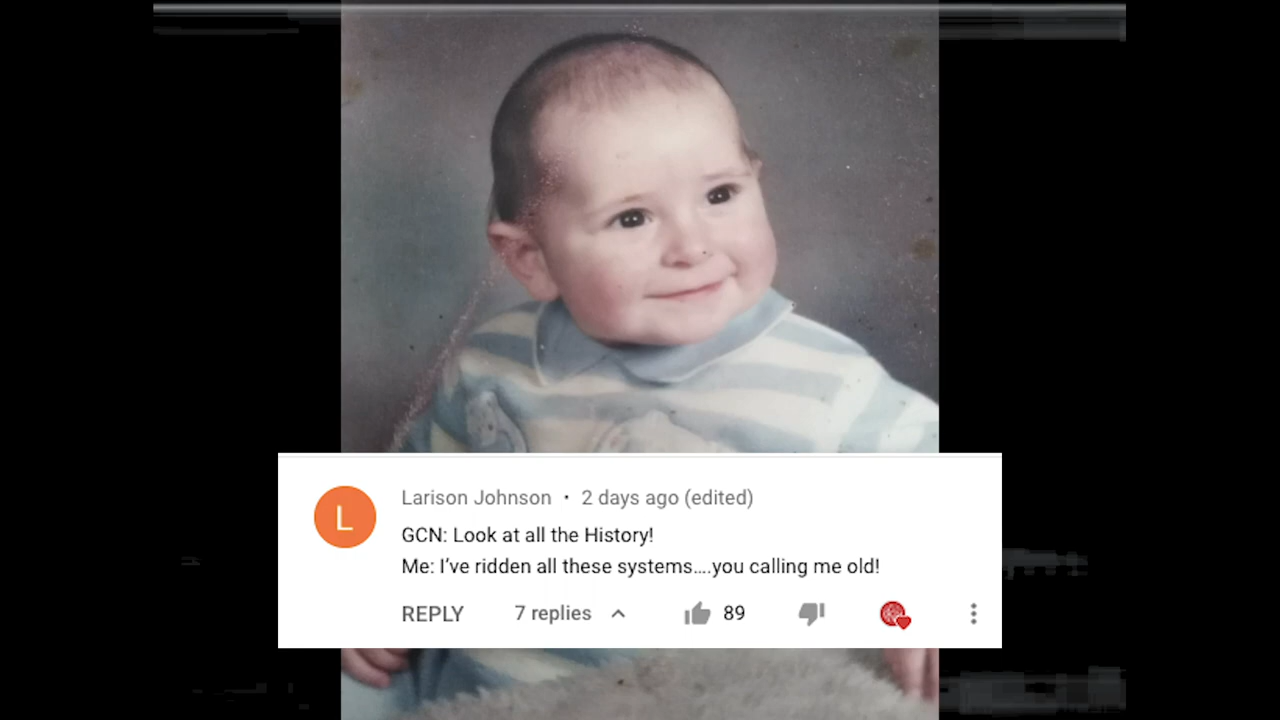 L
Larison Johnson • 2 days ago (edited)
GCN: Look at all the History!
Me: I've ridden all these systems....you calling me old!
REPLY 7 replies 89